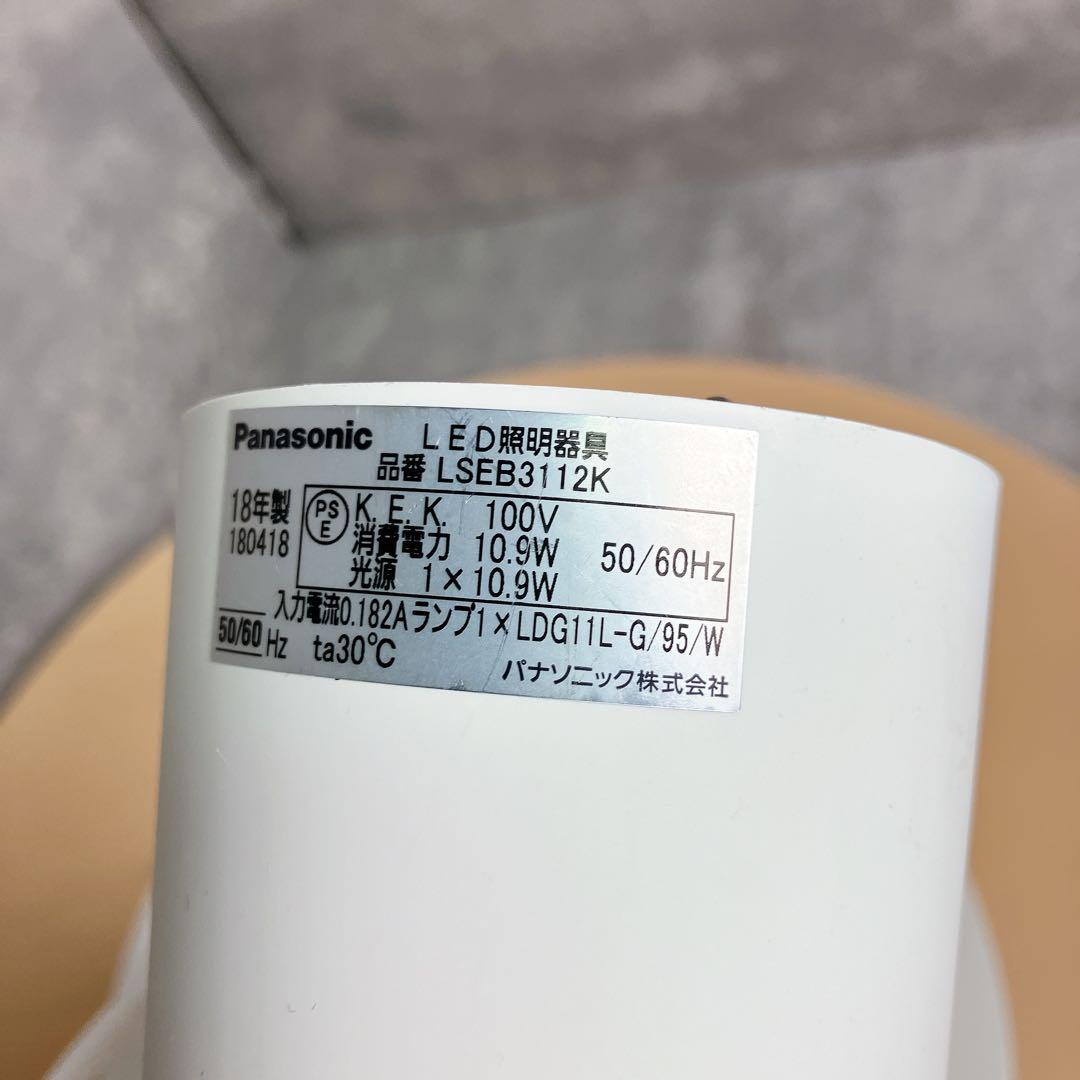 Panasonic LED照明器具
品番 LSEB3112K
18年製
180418
PS
E
K.E.K. 100V
消費電力 10.9W 50/60Hz
光源 1×10.9W
入力電流0.182Aランプ1×LDG11L-G/95/W
50/60 Hz ta30℃
パナソニック株式会社